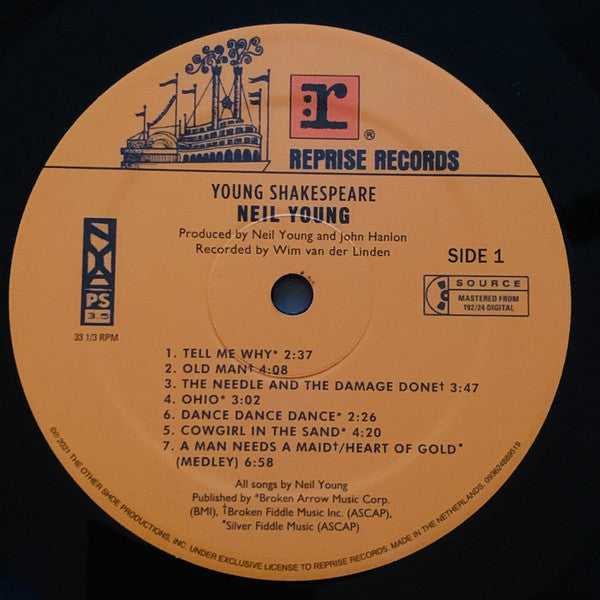 r®
REPRISE RECORDS
YOUNG SHAKESPEARE
NEIL YOUNG
Produced by Neil Young and John Hanlon
Recorded by Wim van der Linden
SIDE 1
NYA
PS
3.5
33 1/3 RPM
SOURCE
MASTERED FROM
192/24 DIGITAL
1. TELL ME WHY* 2:37
2. OLD MAN† 4:08
3. THE NEEDLE AND THE DAMAGE DONE† 3:47
4. OHIO* 3:02
6. DANCE DANCE DANCE* 2:26
5. COWGIRL IN THE SAND* 4:20
7. A MAN NEEDS A MAID†/HEART OF GOLD*
(MEDLEY) 6:58
All songs by Neil Young
Published by *Broken Arrow Music Corp.
(BMI), †Broken Fiddle Music Inc. (ASCAP),
*Silver Fiddle Music (ASCAP)
℗© 2021 THE OTHER SHOE PRODUCTIONS, INC. UNDER EXCLUSIVE LICENSE TO REPRISE RECORDS. MADE IN THE NETHERLANDS. 093624889519